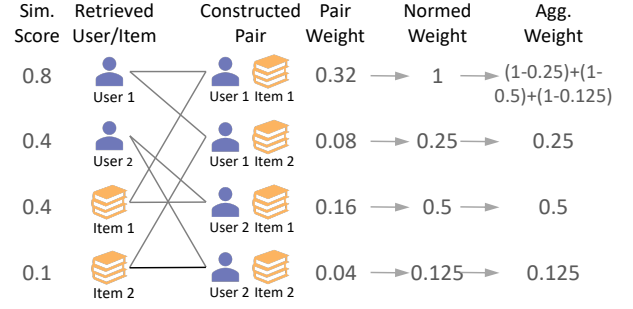 Sim. Score
Retrieved User/Item
Constructed Pair
Pair Weight
Normed Weight
Agg. Weight
0.8
User 1
User 1 Item 1
0.32
1
(1-0.25)+(1-
0.5)+(1-0.125)
0.4
User 2
User 1 Item 2
0.08
0.25
0.25
0.4
Item 1
User 2 Item 1
0.16
0.5
0.5
0.1
Item 2
User 2 Item 2
0.04
0.125
0.125